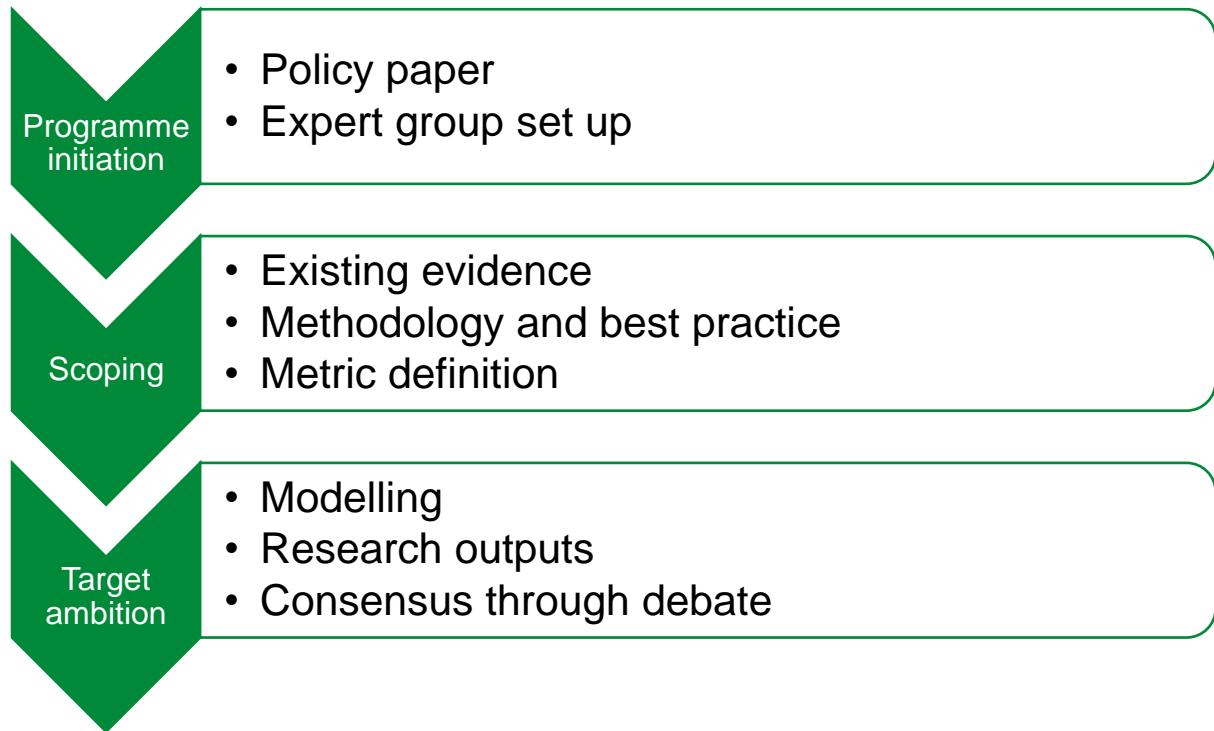 Programme
initiation
• Policy paper
• Expert group set up
Scoping
• Existing evidence
• Methodology and best practice
• Metric definition
Target
ambition
• Modelling
• Research outputs
• Consensus through debate